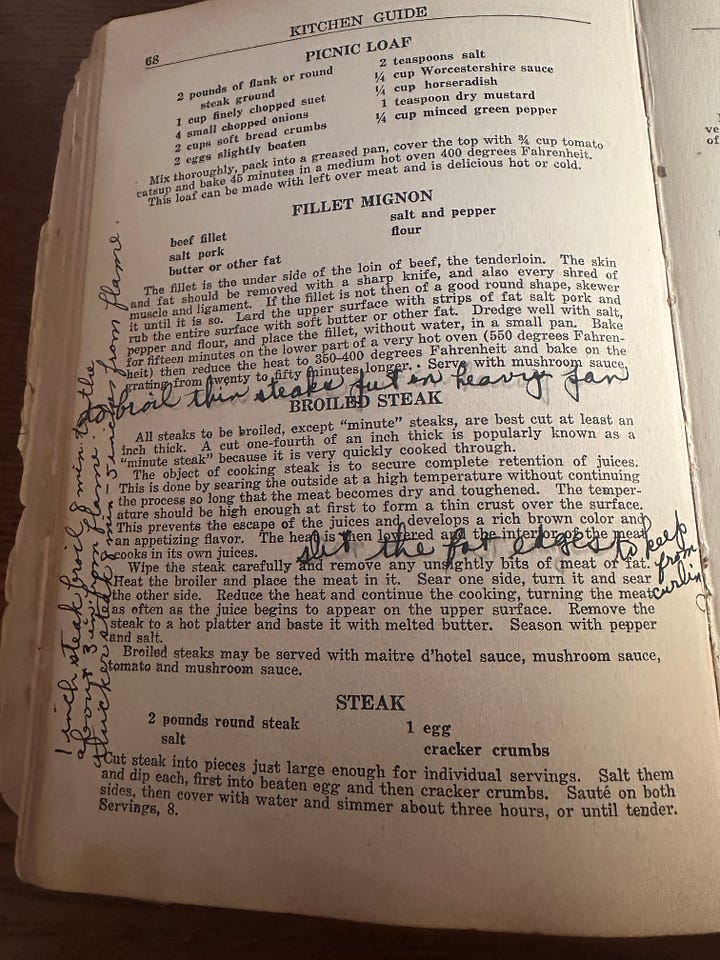 KITCHEN GUIDE
68
PICNIC LOAF
2 pounds of flank or round
steak ground
1 cup finely chopped suet
4 small chopped onions
2 cups soft bread crumbs
2 eggs slightly beaten
2 teaspoons salt
¼ cup Worcestershire sauce
¼ cup horseradish
1 teaspoon dry mustard
¼ cup minced green pepper
Mix thoroughly, pack into a greased pan, cover the top with ¾ cup tomato
catsup and bake 45 minutes in a medium hot oven 400 degrees Fahrenheit.
This loaf can be made with left over meat and is delicious hot or cold.
FILLET MIGNON
beef fillet
salt pork
butter or other fat
salt and pepper
flour
The fillet is the under side of the loin of beef, the tenderloin. The skin
and fat should be removed with a sharp knife, and also every shred of
muscle and ligament. If the fillet is not then of a good round shape, skewer
it until it is so. Lard the upper surface with strips of fat salt pork and
rub the entire surface with soft butter or other fat. Dredge well with salt,
pepper and flour, and place the fillet, without water, in a small pan. Bake
for fifteen minutes on the lower part of a very hot oven (550 degrees Fahren-
heit) then reduce the heat to 350–400 degrees Fahrenheit and bake on the
grating from twenty to fifty minutes longer. Serve with mushroom sauce.
To broil thin steaks put in heavy pan
BROILED STEAK
All steaks to be broiled, except "minute" steaks, are best cut at least an
inch thick. A cut one-fourth of an inch thick is popularly known as a
"minute steak" because it is very quickly cooked through.
The object of cooking steak is to secure complete retention of juices.
This is done by searing the outside at a high temperature without continuing
the process so long that the meat becomes dry and toughened. The temper-
ature should be high enough at first to form a thin crust over the surface.
This prevents the escape of the juices and develops a rich brown color and
an appetizing flavor. The heat is then lowered and the interior of the meat
cooks in its own juices.
slit the fat edges to keep
from
curling
Wipe the steak carefully and remove any unsightly bits of meat or fat.
Heat the broiler and place the meat in it. Sear one side, turn it and sear
the other side. Reduce the heat and continue the cooking, turning the meat
as often as the juice begins to appear on the upper surface. Remove the
steak to a hot platter and baste it with melted butter. Season with pepper
and salt.
Broiled steaks may be served with maitre d'hotel sauce, mushroom sauce,
tomato and mushroom sauce.
STEAK
2 pounds round steak
salt
1 egg
cracker crumbs
Cut steak into pieces just large enough for individual servings. Salt them
and dip each, first into beaten egg and then cracker crumbs. Sauté on both
sides, then cover with water and simmer about three hours, or until tender.
Servings, 8.
1 inch steak broil min to the
about 3 in from flame.
thicker steak min - 5 inches from flame.